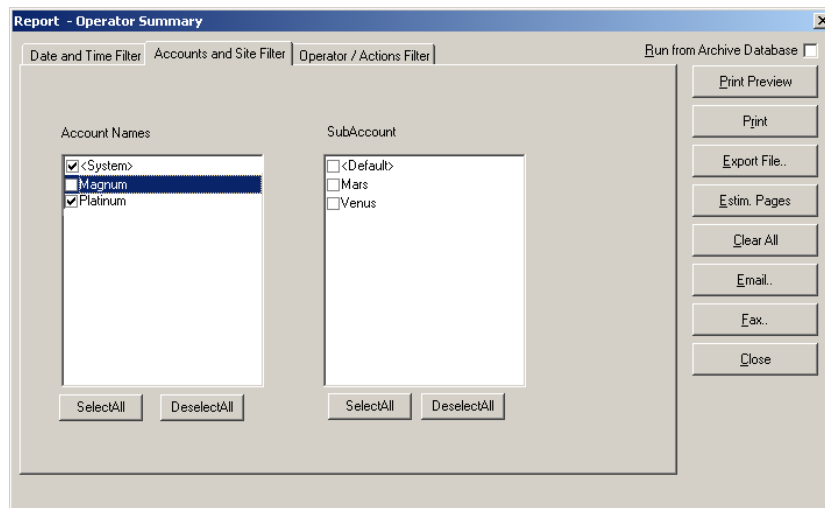 Report - Operator Summary
Date and Time Filter Accounts and Site Filter Operator / Actions Filter Run from Archive Database
Print Preview
Print
Export File..
Estim. Pages
Clear All
Email..
Fax..
Close
Account Names
<System>
Magnum
Platinum
SelectAll DeselectAll
SubAccount
<Default>
Mars
Venus
SelectAll DeselectAll